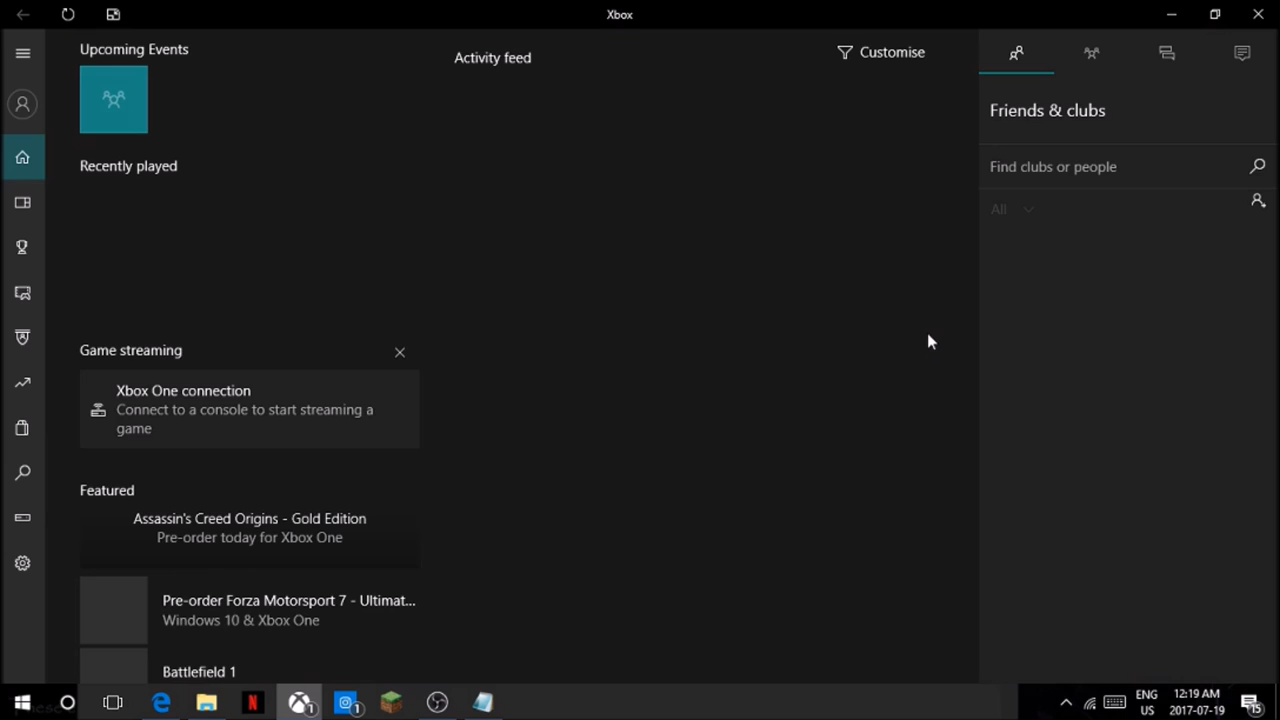 Xbox
Upcoming Events
Activity feed
Customise
Friends & clubs
Find clubs or people
All
Recently played
Game streaming
Xbox One connection
Connect to a console to start streaming a
game
Featured
Assassin's Creed Origins - Gold Edition
Pre-order today for Xbox One
Pre-order Forza Motorsport 7 - Ultimat...
Windows 10 & Xbox One
Battlefield 1
N
1
1
ENG
US
12:19 AM
2017-07-19
15